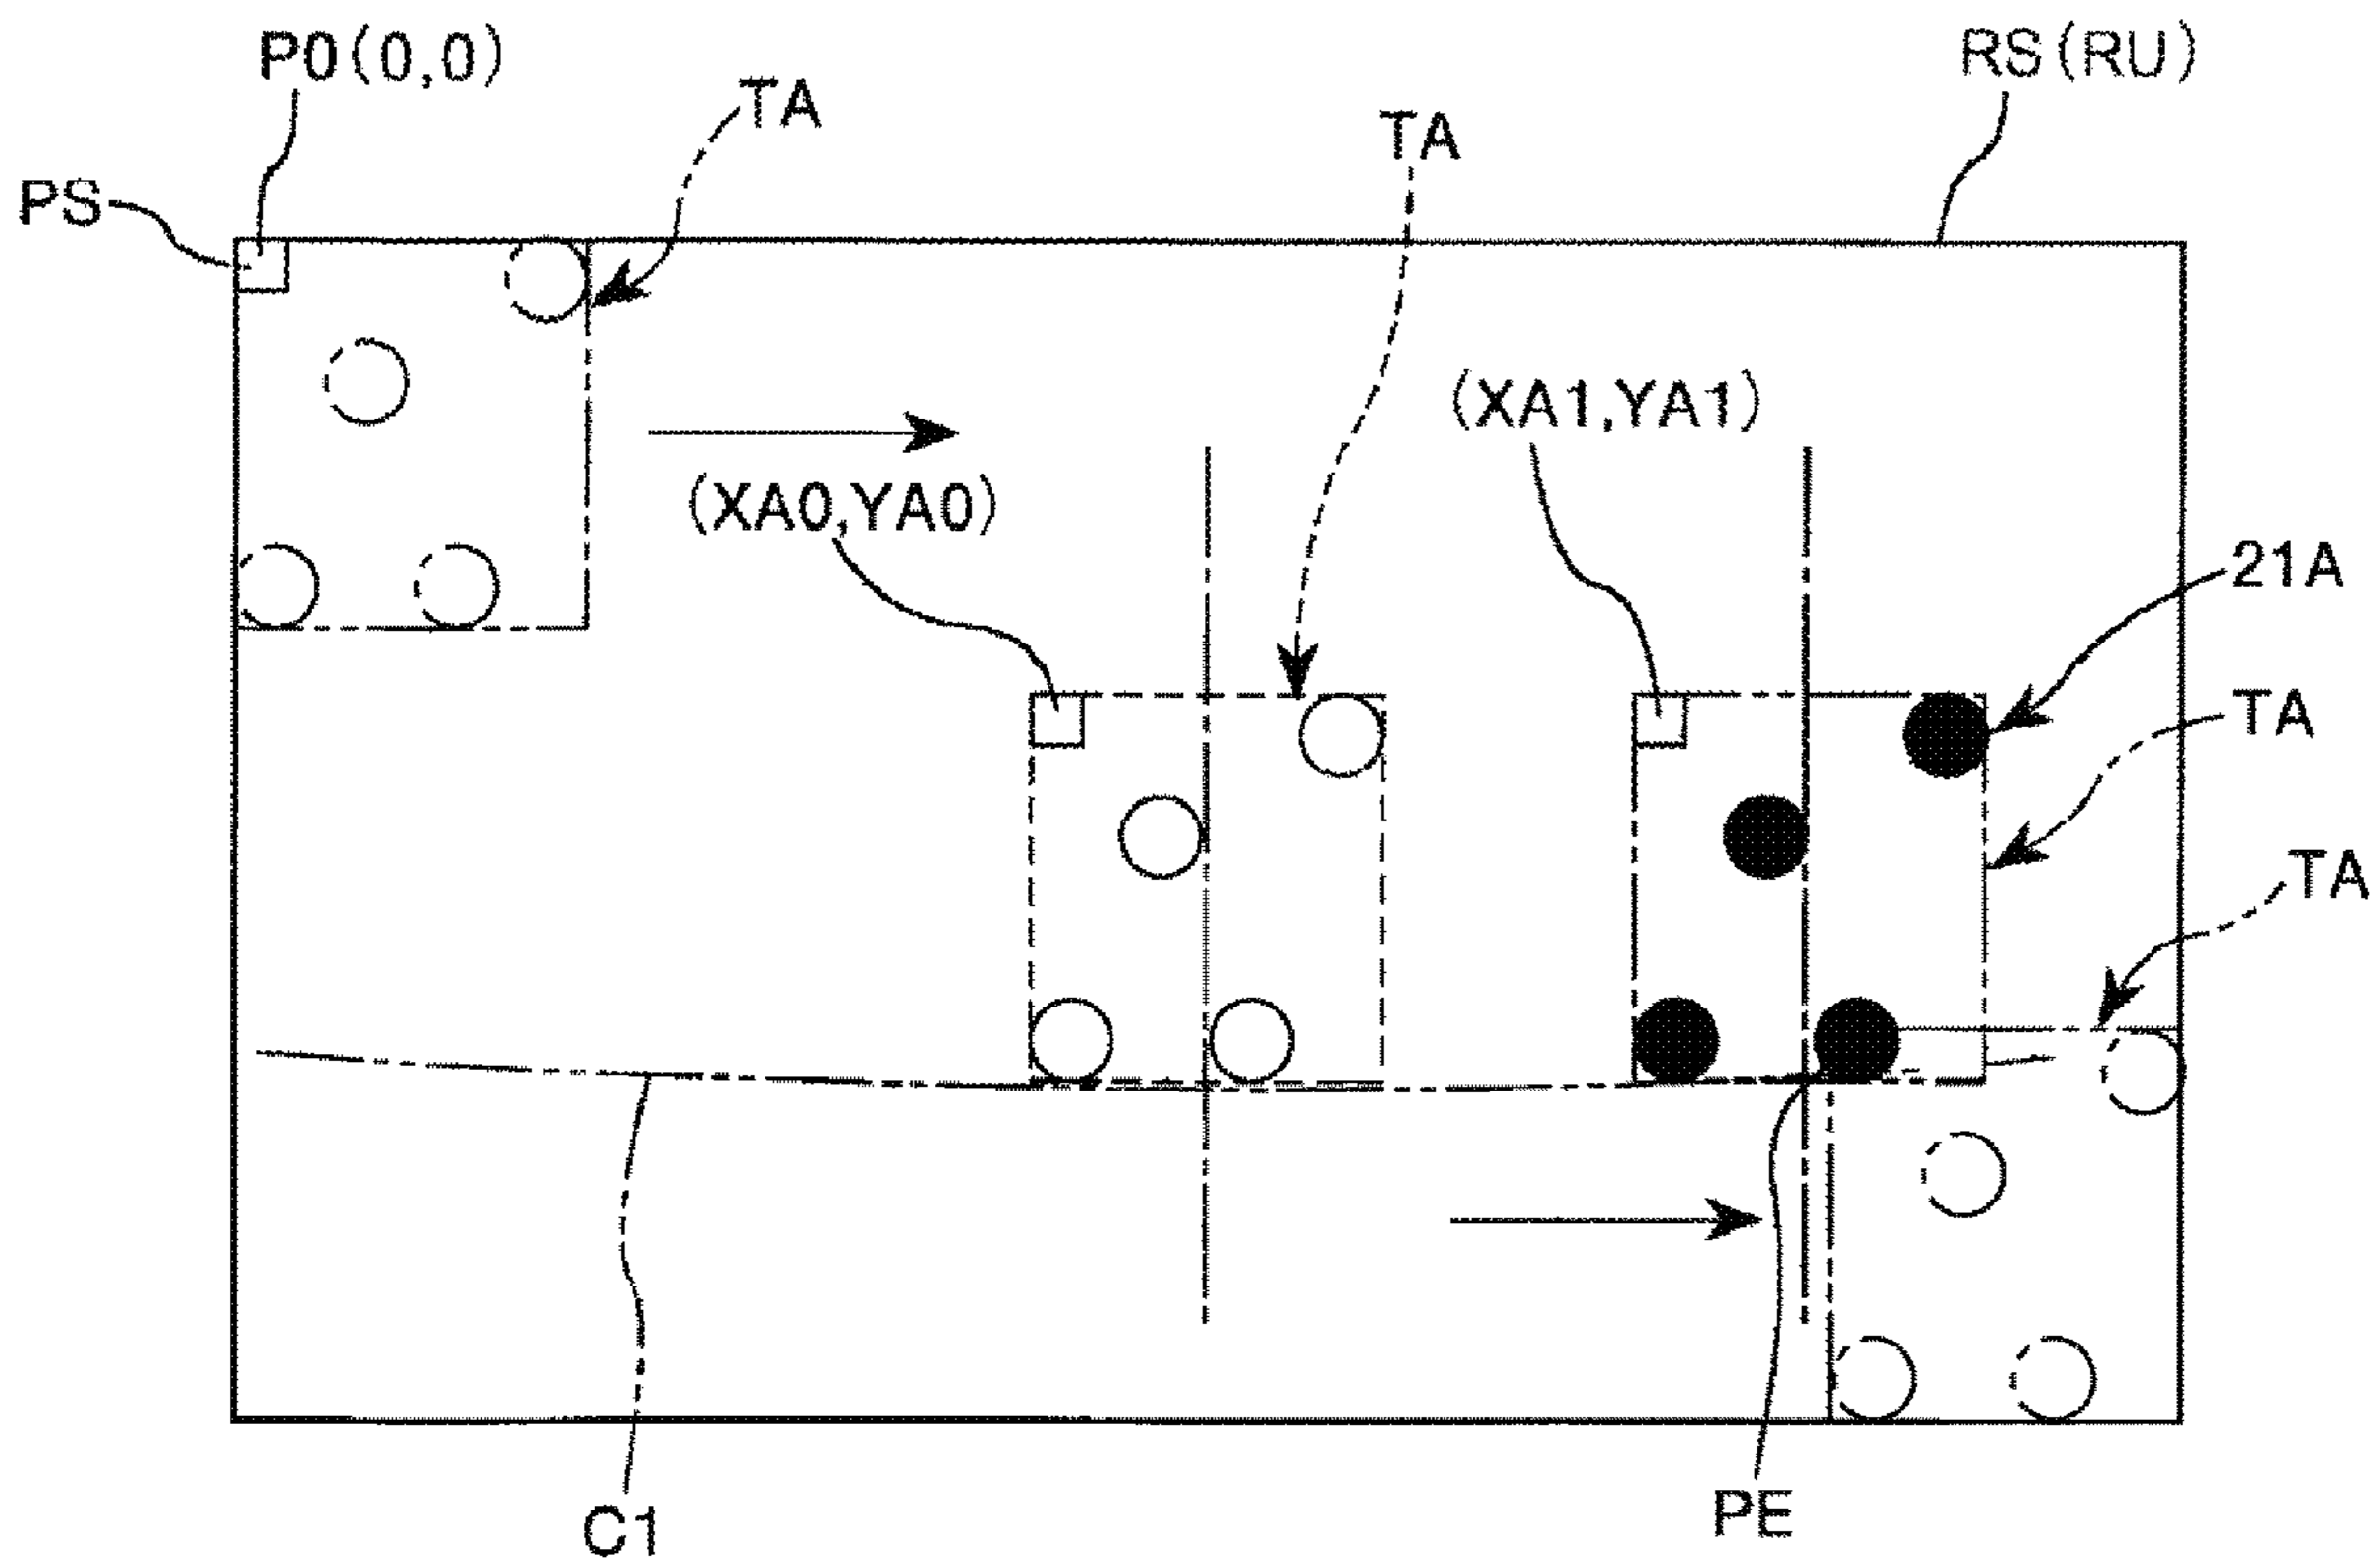 P0(0,0)
RS(RU)
TA
TA
PS
(XA1,YA1)
(XA0,YA0)
21A
TA
TA
PE
C1